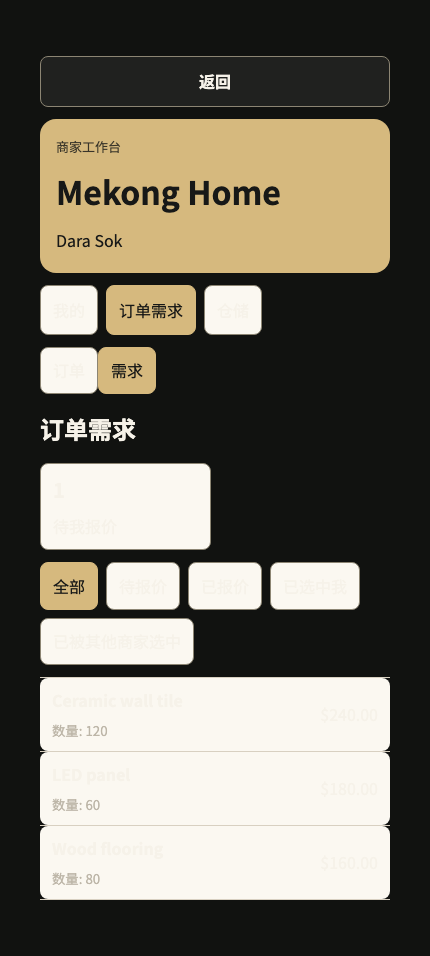 返回
商家工作台
Mekong Home
Dara Sok
我的
订单需求
仓储
订单
需求
订单需求
1
待我报价
全部
待报价
已报价
已选中我
已被其他商家选中
Ceramic wall tile
$240.00
数量: 120
LED panel
$180.00
数量: 60
Wood flooring
$160.00
数量: 80